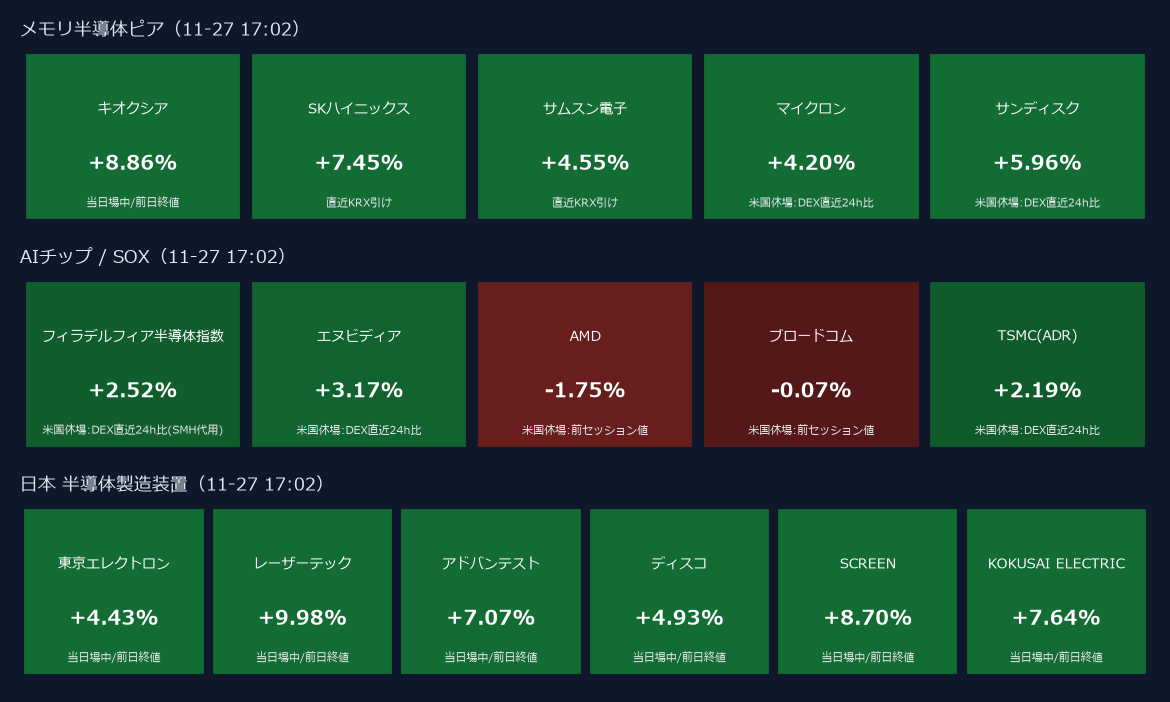 メモリ半導体ピア（11-27 17:02）
キオクシア
+8.86%
当日場中/前日終値
SKハイニックス
+7.45%
直近KRX引け
サムスン電子
+4.55%
直近KRX引け
マイクロン
+4.20%
米国休場:DEX直近24h比
サンディスク
+5.96%
米国休場:DEX直近24h比
AIチップ / SOX（11-27 17:02）
フィラデルフィア半導体指数
+2.52%
米国休場:DEX直近24h比(SMH代用)
エヌビディア
+3.17%
米国休場:DEX直近24h比
AMD
-1.75%
米国休場:前セッション値
ブロードコム
-0.07%
米国休場:前セッション値
TSMC(ADR)
+2.19%
米国休場:DEX直近24h比
日本 半導体製造装置（11-27 17:02）
東京エレクトロン
+4.43%
当日場中/前日終値
レーザーテック
+9.98%
当日場中/前日終値
アドバンテスト
+7.07%
当日場中/前日終値
ディスコ
+4.93%
当日場中/前日終値
SCREEN
+8.70%
当日場中/前日終値
KOKUSAI ELECTRIC
+7.64%
当日場中/前日終値